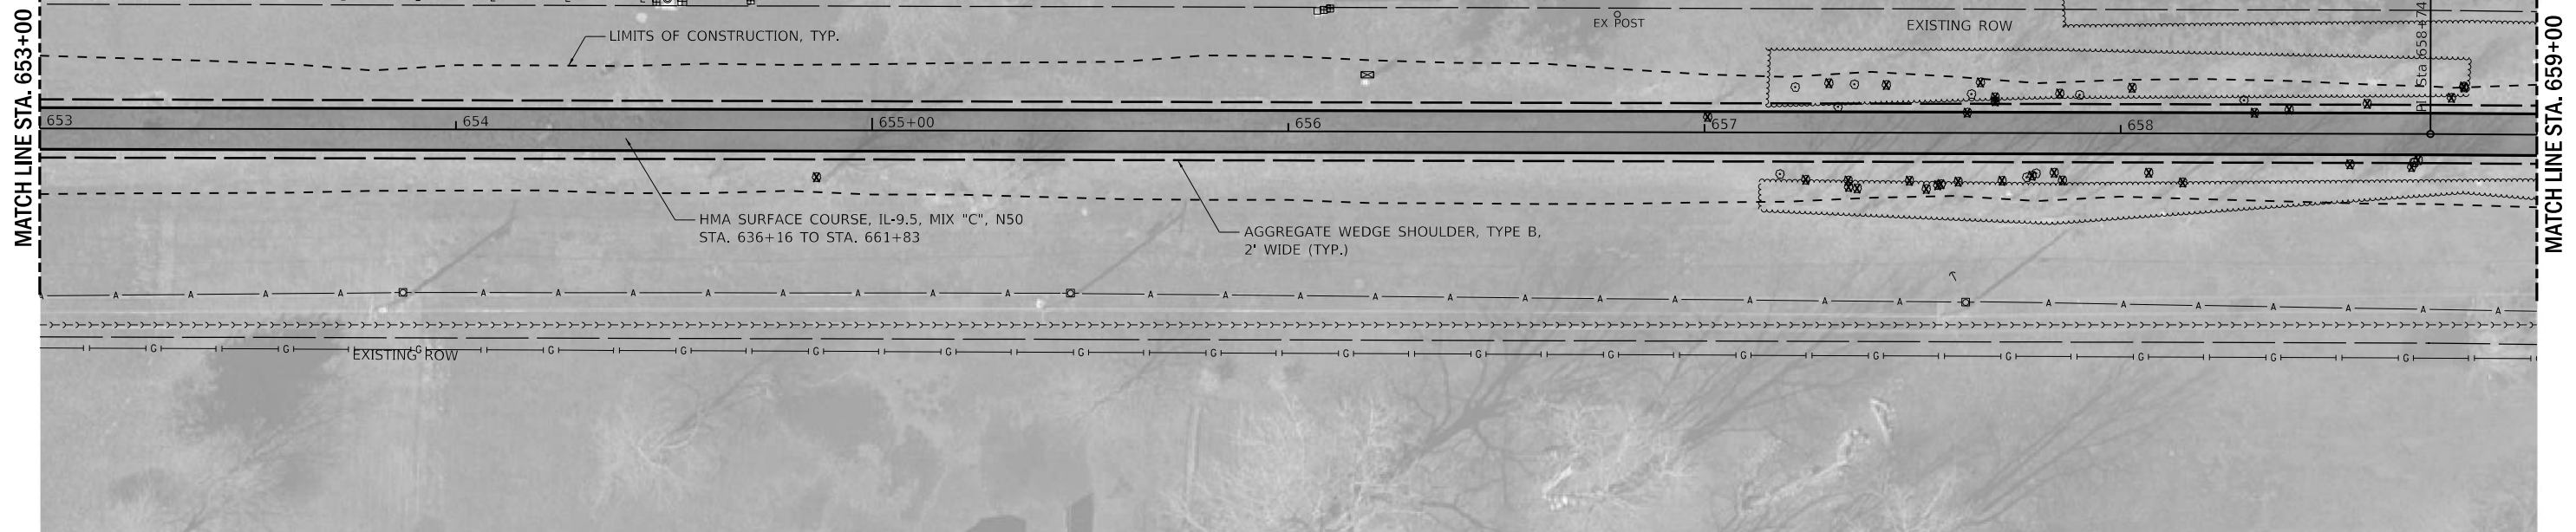 MATCH LINE STA. 653+00
LIMITS OF CONSTRUCTION, TYP.
EX POST
EXISTING ROW
PI Sta 658+74
MATCH LINE STA. 659+00
653
654
655+00
656
657
658
HMA SURFACE COURSE, IL-9.5, MIX "C", N50
STA. 636+16 TO STA. 661+83
AGGREGATE WEDGE SHOULDER, TYPE B,
2' WIDE (TYP.)
A A A A A A A A A A A A A A A A A A A A A A A A A A A A A A
EXISTING ROW
G G G G G G G G G G G G G G G G G G